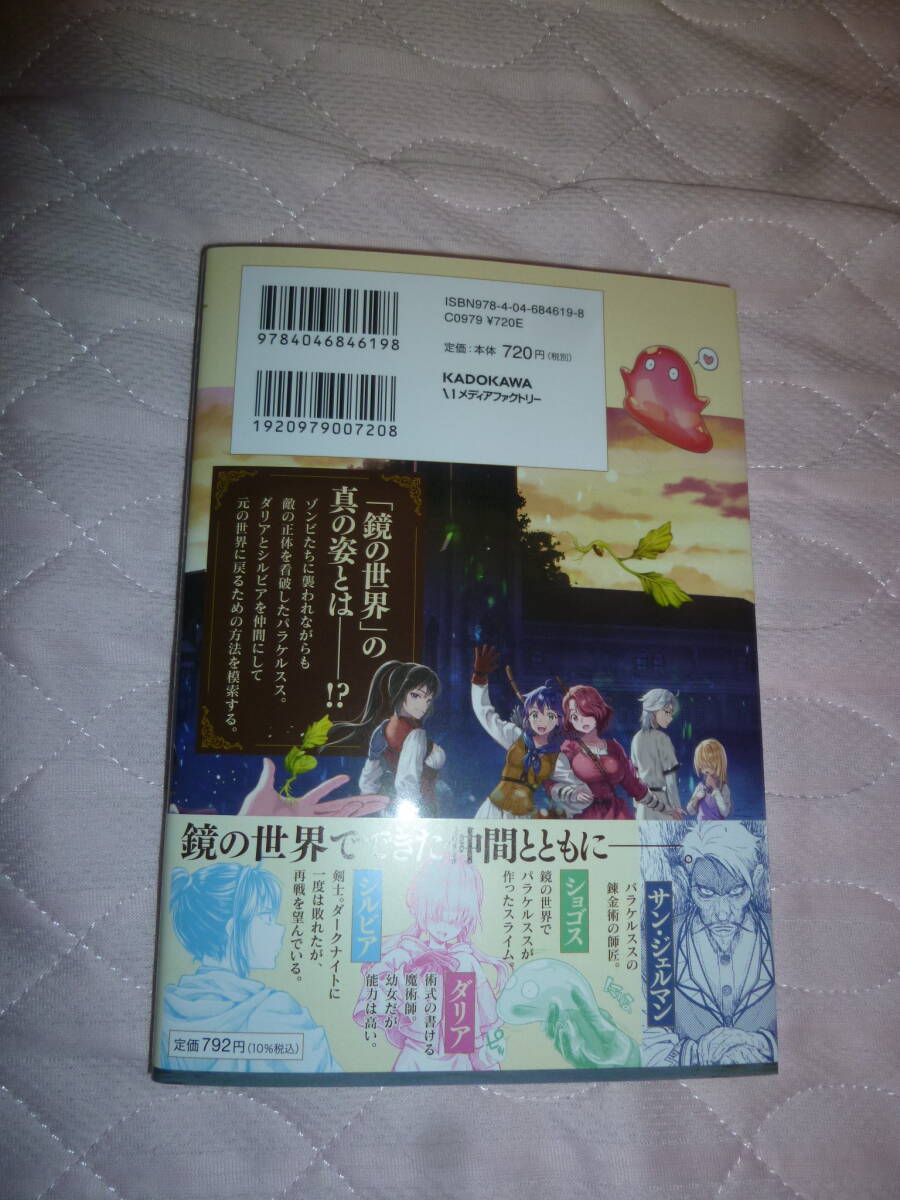 ISBN978-4-04-684619-8
C0979 ¥720E
9784046846198
定価:本体 720円(税別)
KADOKAWA
メディアファクトリー
1920979007208
「鏡の世界」の
真の姿とは――!?
ゾンビたちに襲われながらも
敵の正体を看破したパラケルスス。
ダリアとシルビアを仲間にして
元の世界に戻るための方法を模索する。
鏡の世界でできた仲間とともに――。
サン・ジェルマン
パラケルススの
錬金術の師匠。
ショゴス
鏡の世界で
パラケルススが
作ったスライム。
ダリア
術式の書ける
魔術師。
幼女だが
能力は高い。
シルビア
剣士。ダークナイトに
一度は敗れたが、
再戦を望んでいる。
定価 792円(10%税込)